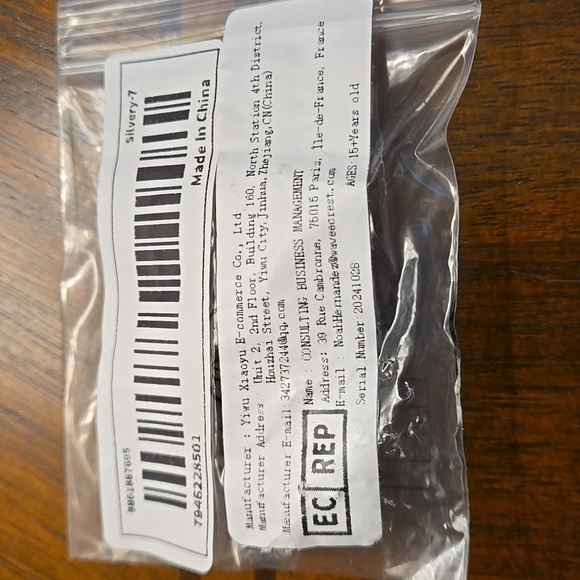 8861887605
Silvery-7
7946228501
Made in China
Manufacturer : Yiwu Xiaoyu E-commerce Co., Ltd
Manufacturer Address : Unit 2, 2nd Floor, Building 160, North Station 4th District,
Houzhai Street, Yiwu City, Jinhua, Zhejiang, CN(China)
Manufacturer E-mail: 342737244@qq.com
EC REP
Name : CONSULTING BUSINESS MANAGEMENT
Address: 39 Rue Cambronne, 75015 Paris, Ile-de-France, France
E-mail : NoahHernandez@waveecrest.com
AGES:15+Years old
Serial Number 20241028